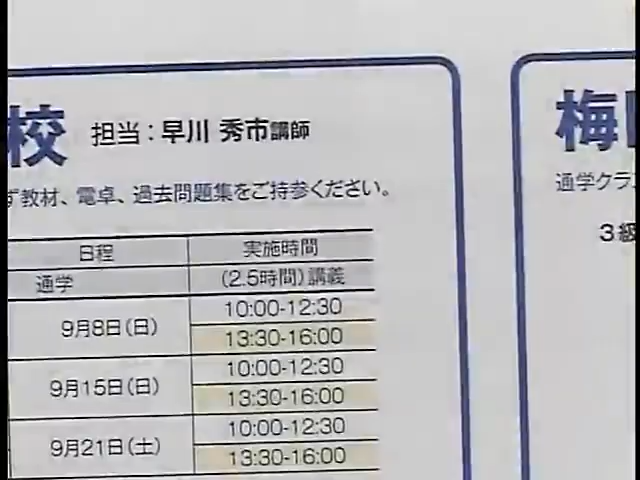 校 担当：早川 秀市講師
ず教材、電卓、過去問題集をご持参ください。
日程 実施時間
通学 (2.5時間)講義
9月8日(日) 10:00-12:30
13:30-16:00
9月15日(日) 10:00-12:30
13:30-16:00
9月21日(土) 10:00-12:30
13:30-16:00
梅
通学クラ
3級